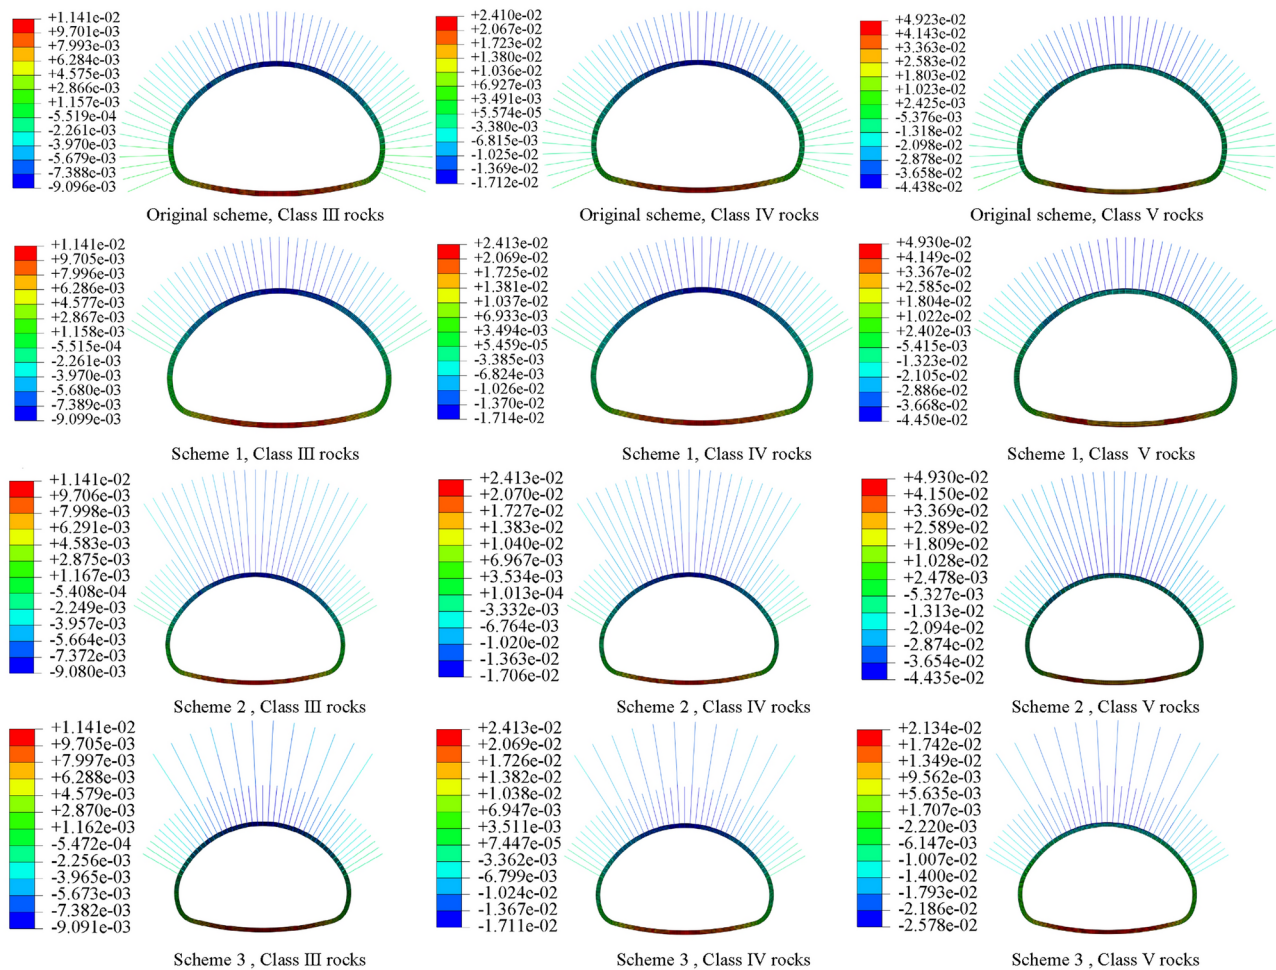 +1.141e-02
+9.701e-03
+7.993e-03
+6.284e-03
+4.575e-03
+2.866e-03
+1.157e-03
-5.519e-04
-2.261e-03
-3.970e-03
-5.679e-03
-7.388e-03
-9.096e-03
Original scheme, Class III rocks
+2.410e-02
+2.067e-02
+1.723e-02
+1.380e-02
+1.036e-02
+6.927e-03
+3.491e-03
+5.574e-05
-3.380e-03
-6.815e-03
-1.025e-02
-1.369e-02
-1.712e-02
Original scheme, Class IV rocks
+4.923e-02
+4.143e-02
+3.363e-02
+2.583e-02
+1.803e-02
+1.023e-02
+2.425e-03
-5.376e-03
-1.318e-02
-2.098e-02
-2.878e-02
-3.658e-02
-4.438e-02
Original scheme, Class V rocks
+1.141e-02
+9.705e-03
+7.996e-03
+6.286e-03
+4.577e-03
+2.867e-03
+1.158e-03
-5.515e-04
-2.261e-03
-3.970e-03
-5.680e-03
-7.389e-03
-9.099e-03
Scheme 1, Class III rocks
+2.413e-02
+2.069e-02
+1.725e-02
+1.381e-02
+1.037e-02
+6.933e-03
+3.494e-03
+5.459e-05
-3.385e-03
-6.824e-03
-1.026e-02
-1.370e-02
-1.714e-02
Scheme 1, Class IV rocks
+4.930e-02
+4.149e-02
+3.367e-02
+2.585e-02
+1.804e-02
+1.022e-02
+2.402e-03
-5.415e-03
-1.323e-02
-2.105e-02
-2.886e-02
-3.668e-02
-4.450e-02
Scheme 1, Class V rocks
+1.141e-02
+9.706e-03
+7.998e-03
+6.291e-03
+4.583e-03
+2.875e-03
+1.167e-03
-5.408e-04
-2.249e-03
-3.957e-03
-5.664e-03
-7.372e-03
-9.080e-03
Scheme 2 , Class III rocks
+2.413e-02
+2.070e-02
+1.727e-02
+1.383e-02
+1.040e-02
+6.967e-03
+3.534e-03
+1.013e-04
-3.332e-03
-6.764e-03
-1.020e-02
-1.363e-02
-1.706e-02
Scheme 2 , Class IV rocks
+4.930e-02
+4.150e-02
+3.369e-02
+2.589e-02
+1.809e-02
+1.028e-02
+2.478e-03
-5.327e-03
-1.313e-02
-2.094e-02
-2.874e-02
-3.654e-02
-4.435e-02
Scheme 2 , Class V rocks
+1.141e-02
+9.705e-03
+7.997e-03
+6.288e-03
+4.579e-03
+2.870e-03
+1.162e-03
-5.472e-04
-2.256e-03
-3.965e-03
-5.673e-03
-7.382e-03
-9.091e-03
Scheme 3 , Class III rocks
+2.413e-02
+2.069e-02
+1.726e-02
+1.382e-02
+1.038e-02
+6.947e-03
+3.511e-03
+7.447e-05
-3.362e-03
-6.799e-03
-1.024e-02
-1.367e-02
-1.711e-02
Scheme 3 , Class IV rocks
+2.134e-02
+1.742e-02
+1.349e-02
+9.562e-03
+5.635e-03
+1.707e-03
-2.220e-03
-6.147e-03
-1.007e-02
-1.400e-02
-1.793e-02
-2.186e-02
-2.578e-02
Scheme 3 , Class V rocks